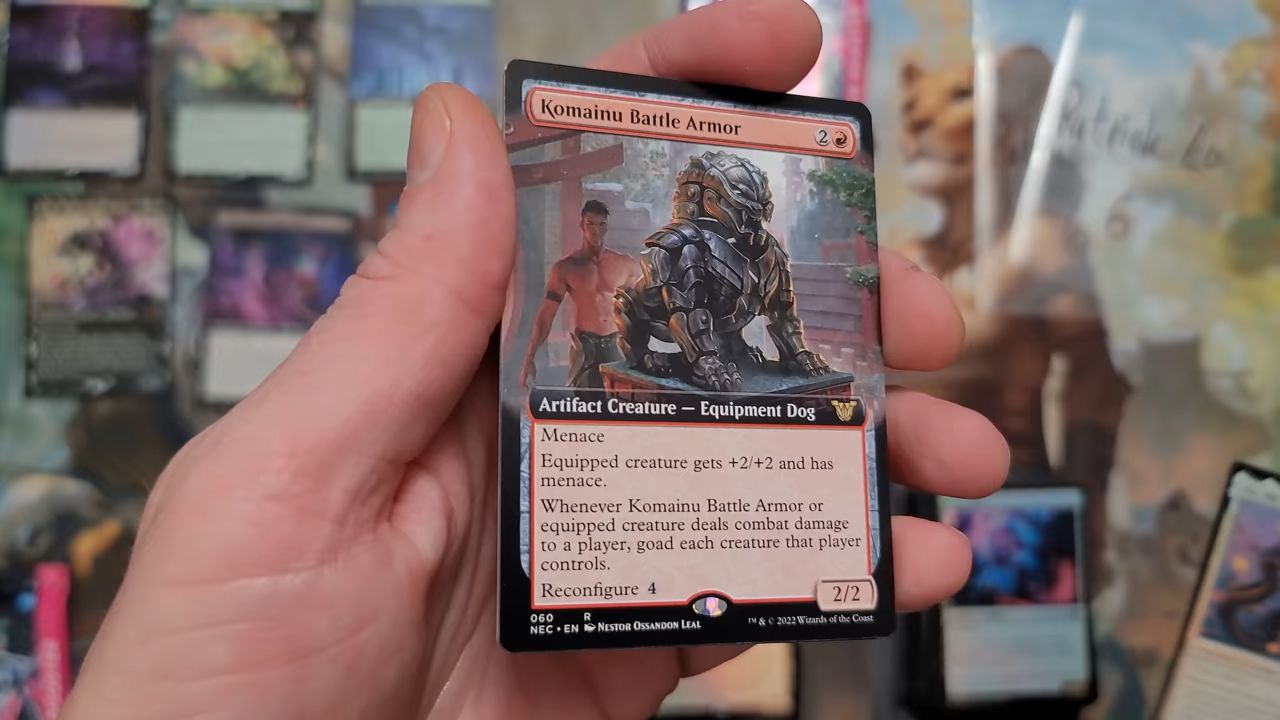 Komainu Battle Armor 2
Artifact Creature — Equipment Dog
Menace
Equipped creature gets +2/+2 and has
menace.
Whenever Komainu Battle Armor or
equipped creature deals combat damage
to a player, goad each creature that player
controls.
Reconfigure 4
2/2
060 R
NEC • EN Nestor Ossandon Leal
™ & © 2022 Wizards of the Coast